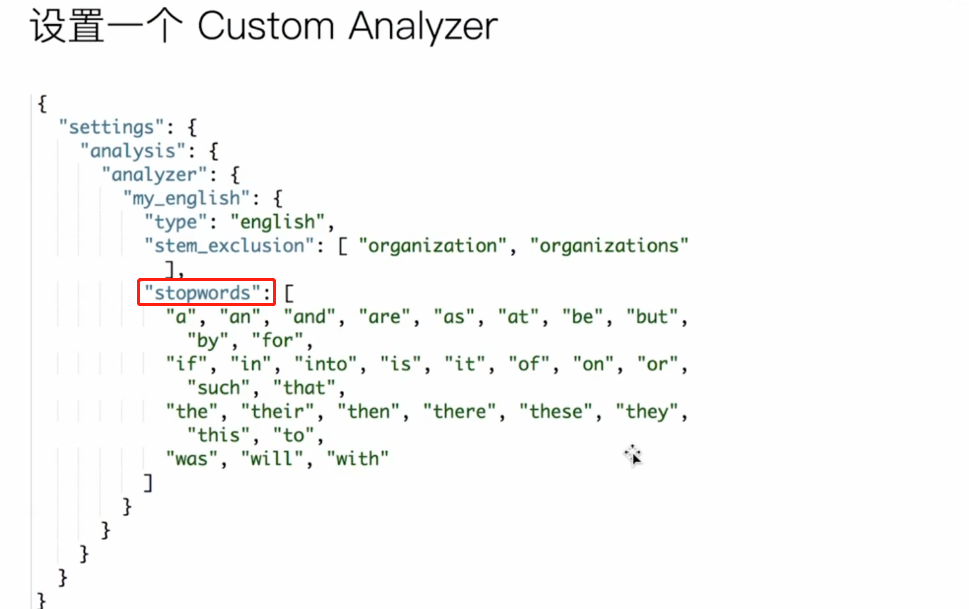 设置一个 Custom Analyzer
{
"settings": {
"analysis": {
"analyzer": {
"my_english": {
"type": "english",
"stem_exclusion": [ "organization", "organizations"
],
"stopwords": [
"a", "an", "and", "are", "as", "at", "be", "but",
"by", "for",
"if", "in", "into", "is", "it", "of", "on", "or",
"such", "that",
"the", "their", "then", "there", "these", "they",
"this", "to",
"was", "will", "with"
]
}
}
}
}
}